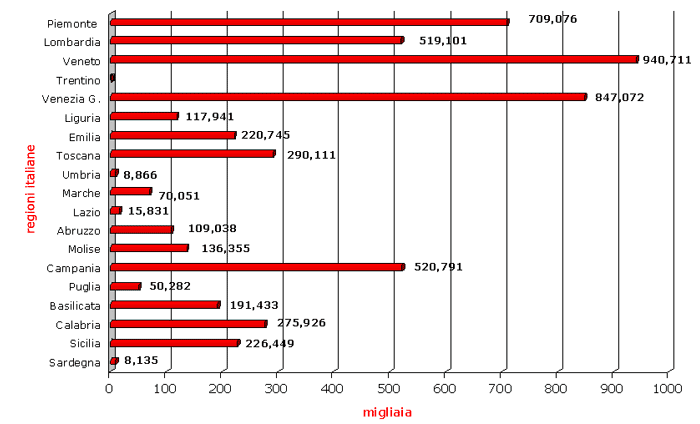 Piemonte 709,076
Lombardia 519,101
Veneto 940,711
Trentino
Venezia G. 847,072
Liguria 117,941
Emilia 220,745
Toscana 290,111
Umbria 8,866
Marche 70,051
Lazio 15,831
Abruzzo 109,038
Molise 136,355
Campania 520,791
Puglia 50,282
Basilicata 191,433
Calabria 275,926
Sicilia 226,449
Sardegna 8,135
0 100 200 300 400 500 600 700 800 900 1000
migliaia
regioni italiane